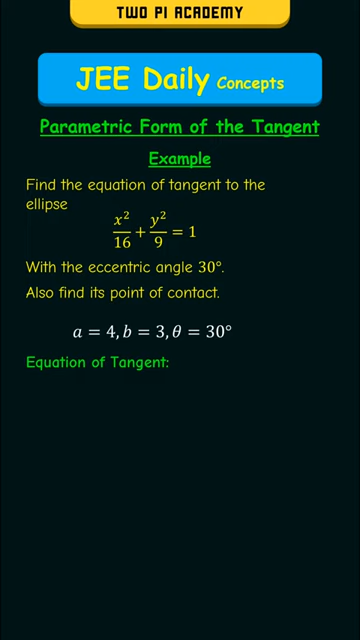 TWO PI ACADEMY
JEE Daily Concepts
Parametric Form of the Tangent
Example
Find the equation of tangent to the
ellipse
x²/16 + y²/9 = 1
With the eccentric angle 30°.
Also find its point of contact.
a = 4, b = 3, θ = 30°
Equation of Tangent: